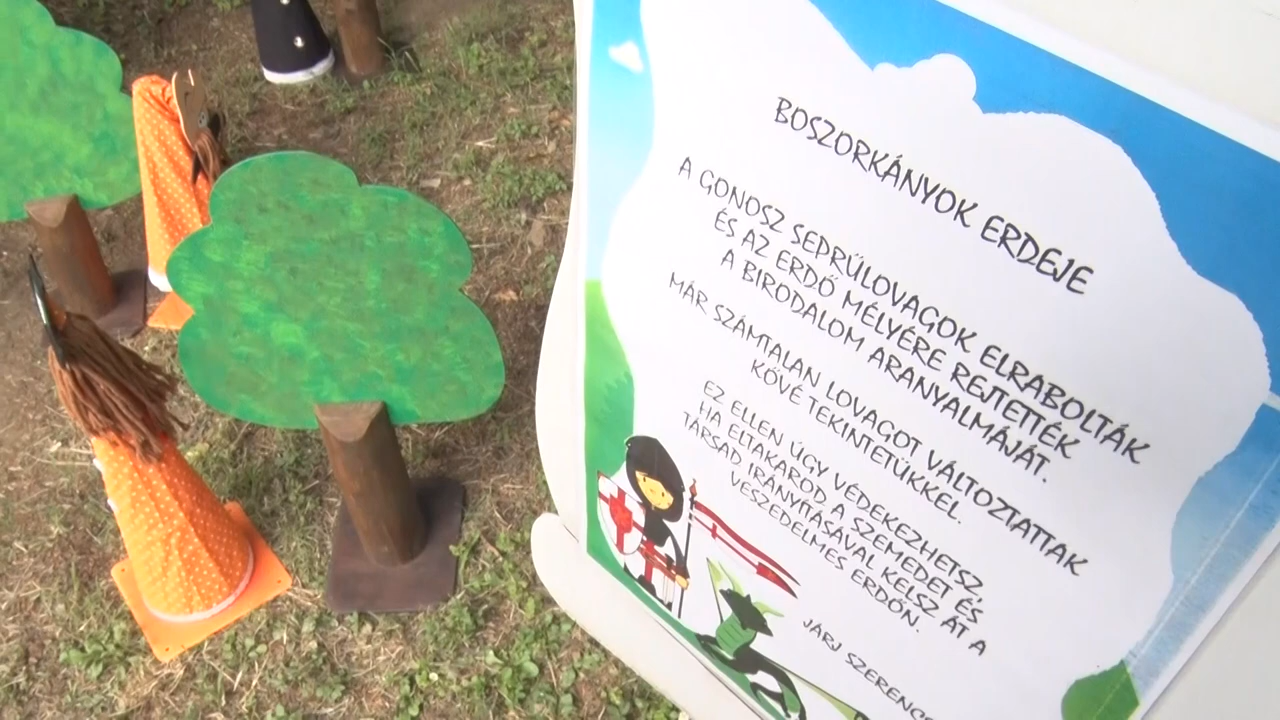 BOSZORKÁNYOK ERDEJE
A GONOSZ SEPRŰLOVAGOK ELRABOLTÁK
ÉS AZ ERDŐ MÉLYÉRE REJTETTÉK
A BIRODALOM ARANYALMÁJÁT.
MÁR SZÁMTALAN LOVAGOT VÁLTOZTATTAK
KŐVÉ TEKINTETÜKKEL.
EZ ELLEN ÚGY VÉDEKEZHETSZ,
HA ELTAKAROD A SZEMEDET ÉS
TÁRSAD IRÁNYÍTÁSÁVAL KELSZ ÁT A
VESZEDELMES ERDŐN.
JÁRJ SZERENCS